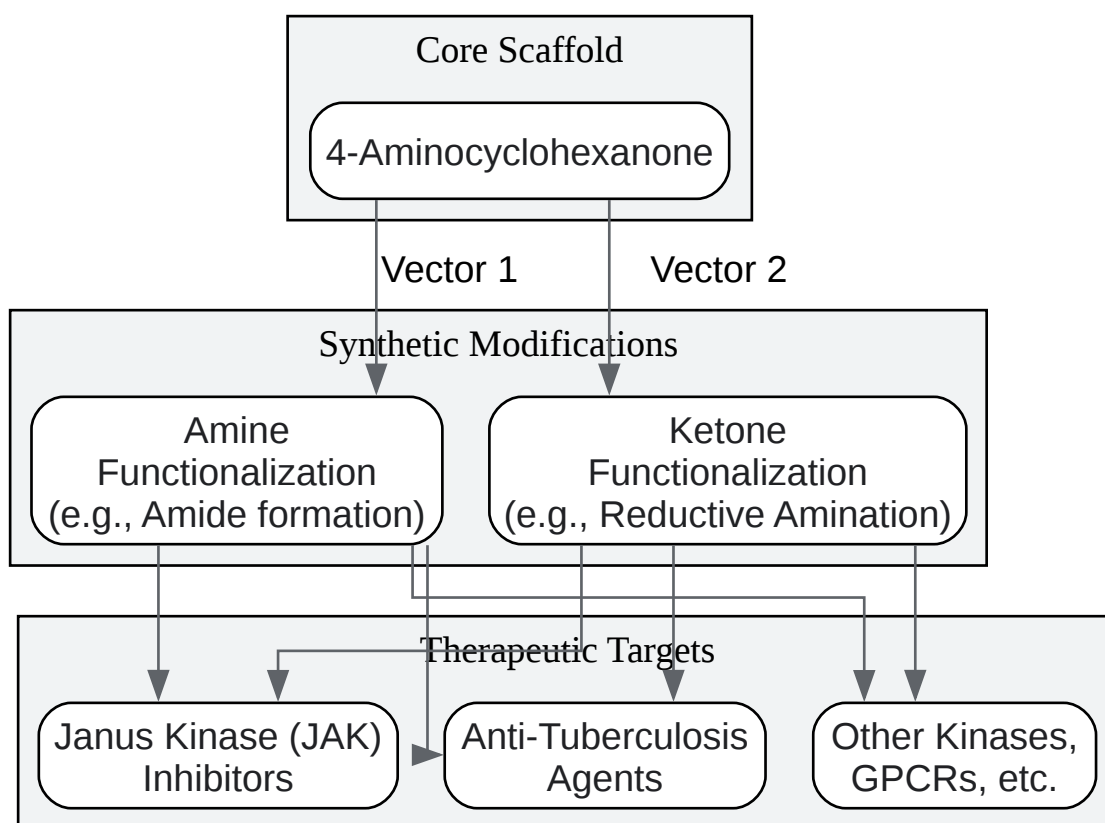 Core Scaffold
4-Aminocyclohexanone
Vector 1
Vector 2
Synthetic Modifications
Amine
Functionalization
(e.g., Amide formation)
Ketone
Functionalization
(e.g., Reductive Amination)
Therapeutic Targets
Janus Kinase (JAK)
Inhibitors
Anti-Tuberculosis
Agents
Other Kinases,
GPCRs, etc.